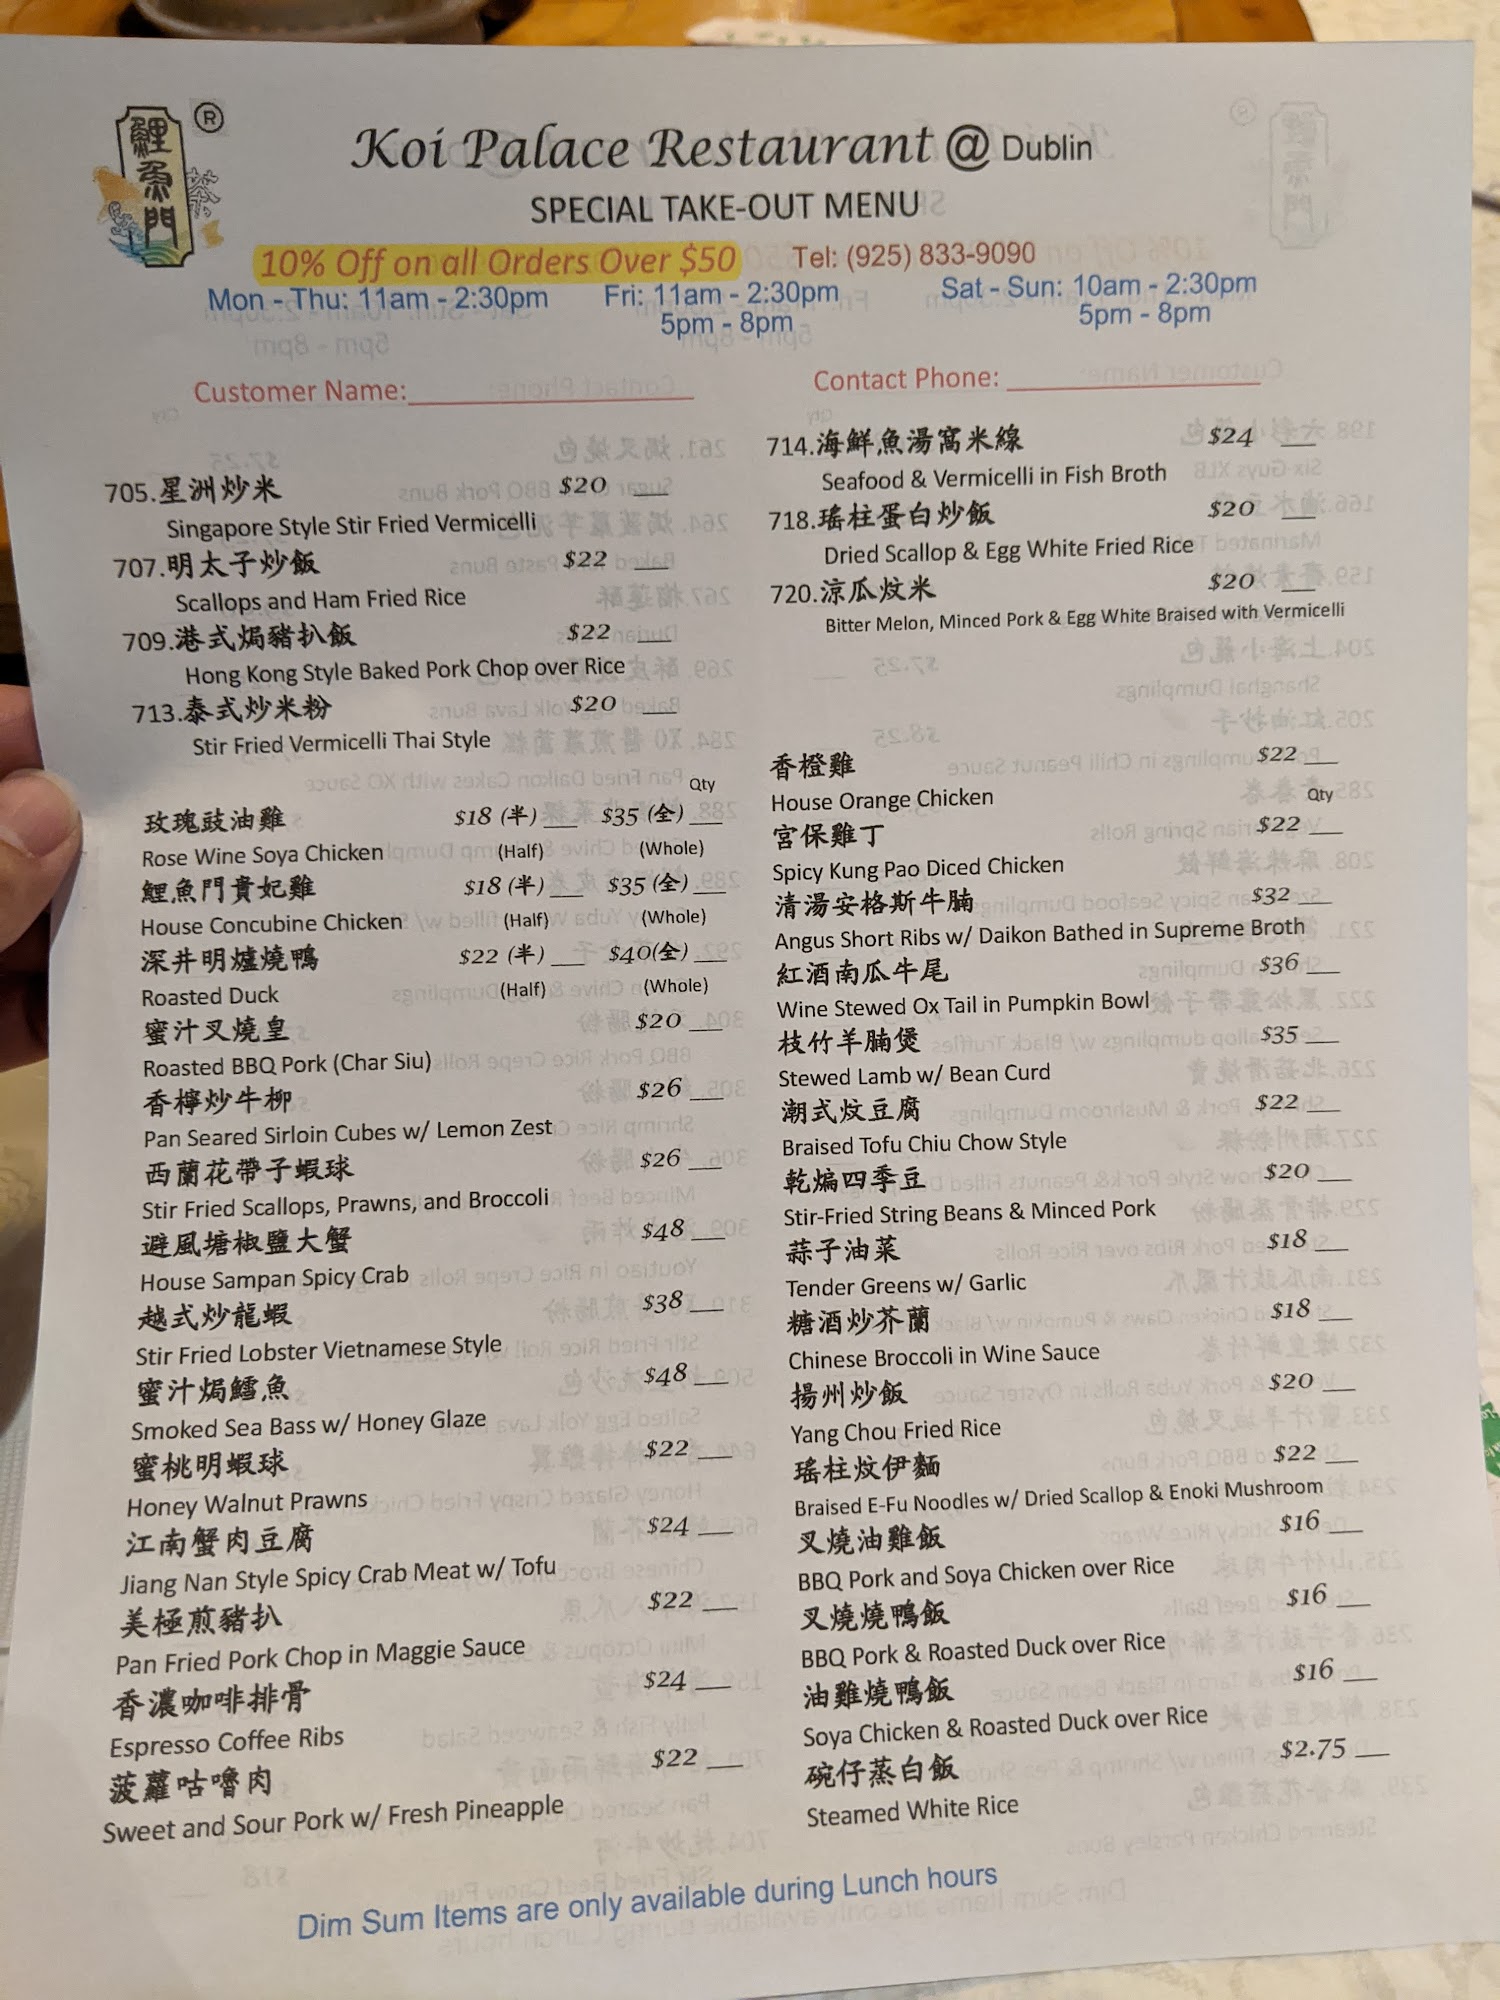 鯉魚門
茶
®
Koi Palace Restaurant @ Dublin
SPECIAL TAKE-OUT MENU
10% Off on all Orders Over $50 Tel: (925) 833-9090
Mon - Thu: 11am - 2:30pm Fri: 11am - 2:30pm Sat - Sun: 10am - 2:30pm
5pm - 8pm 5pm - 8pm
Customer Name: Contact Phone:
705.星洲炒米 $20
Singapore Style Stir Fried Vermicelli
707.明太子炒飯 $22
Scallops and Ham Fried Rice
709.港式焗豬扒飯 $22
Hong Kong Style Baked Pork Chop over Rice
713.泰式炒米粉 $20
Stir Fried Vermicelli Thai Style
Qty
玫瑰豉油雞 $18 (半) $35 (全)
Rose Wine Soya Chicken (Half) (Whole)
鯉魚門貴妃雞 $18 (半) $35 (全)
House Concubine Chicken (Half) (Whole)
深井明爐燒鴨 $22 (半) $40(全)
Roasted Duck (Half) (Whole)
蜜汁叉燒皇 $20
Roasted BBQ Pork (Char Siu)
香檸炒牛柳 $26
Pan Seared Sirloin Cubes w/ Lemon Zest
西蘭花帶子蝦球 $26
Stir Fried Scallops, Prawns, and Broccoli
避風塘椒鹽大蟹 $48
House Sampan Spicy Crab
越式炒龍蝦 $38
Stir Fried Lobster Vietnamese Style
蜜汁焗鱈魚 $48
Smoked Sea Bass w/ Honey Glaze
蜜桃明蝦球 $22
Honey Walnut Prawns
江南蟹肉豆腐 $24
Jiang Nan Style Spicy Crab Meat w/ Tofu
美極煎豬扒 $22
Pan Fried Pork Chop in Maggie Sauce
香濃咖啡排骨 $24
Espresso Coffee Ribs
菠蘿咕嚕肉 $22
Sweet and Sour Pork w/ Fresh Pineapple
714.海鮮魚湯窩米線 $24
Seafood & Vermicelli in Fish Broth
718.瑤柱蛋白炒飯 $20
Dried Scallop & Egg White Fried Rice
720.涼瓜炆米 $20
Bitter Melon, Minced Pork & Egg White Braised with Vermicelli
香橙雞 $22
House Orange Chicken Qty
宮保雞丁 $22
Spicy Kung Pao Diced Chicken
清湯安格斯牛腩 $32
Angus Short Ribs w/ Daikon Bathed in Supreme Broth
紅酒南瓜牛尾 $36
Wine Stewed Ox Tail in Pumpkin Bowl
枝竹羊腩煲 $35
Stewed Lamb w/ Bean Curd
潮式炆豆腐 $22
Braised Tofu Chiu Chow Style
乾煸四季豆 $20
Stir-Fried String Beans & Minced Pork
蒜子油菜 $18
Tender Greens w/ Garlic
糖酒炒芥蘭 $18
Chinese Broccoli in Wine Sauce
揚州炒飯 $20
Yang Chou Fried Rice
瑤柱炆伊麵 $22
Braised E-Fu Noodles w/ Dried Scallop & Enoki Mushroom
叉燒油雞飯 $16
BBQ Pork and Soya Chicken over Rice
叉燒燒鴨飯 $16
BBQ Pork & Roasted Duck over Rice
油雞燒鴨飯 $16
Soya Chicken & Roasted Duck over Rice
碗仔蒸白飯 $2.75
Steamed White Rice
Dim Sum Items are only available during Lunch hours